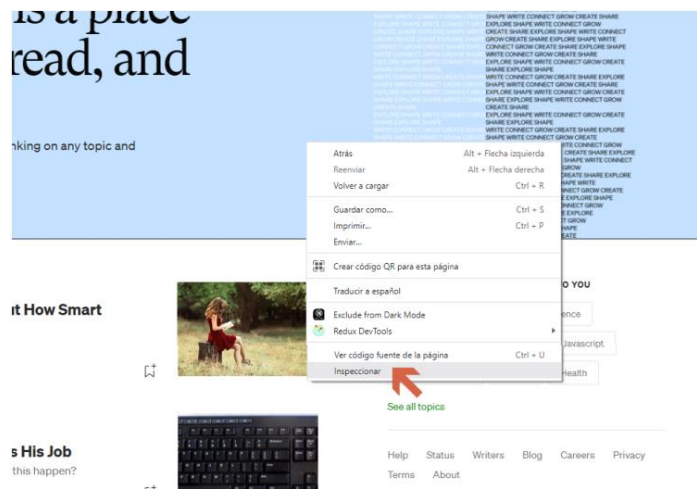 is a place
read, and
nking on any topic and
SHAPE WRITE CONNECT GROW CREATE SHARE
EXPLORE SHAPE WRITE CONNECT GROW
CREATE SHARE EXPLORE SHAPE WRITE CONNECT
GROW CREATE SHARE EXPLORE SHAPE WRITE
CONNECT GROW CREATE SHARE EXPLORE SHAPE
WRITE CONNECT GROW CREATE SHARE
EXPLORE SHAPE WRITE CONNECT GROW CREATE
SHARE EXPLORE SHAPE
WRITE CONNECT GROW CREATE SHARE EXPLORE
SHAPE WRITE CONNECT GROW CREATE SHARE
EXPLORE SHAPE WRITE CONNECT GROW CREATE
SHARE EXPLORE SHAPE WRITE CONNECT GROW
CREATE SHARE
EXPLORE SHAPE WRITE CONNECT GROW CREATE
SHARE EXPLORE SHAPE
WRITE CONNECT GROW CREATE SHARE EXPLORE
SHAPE WRITE CONNECT GROW CREATE
Atrás Alt + Flecha izquierda
Reenviar Alt + Flecha derecha
Volver a cargar Ctrl + R
Guardar como... Ctrl + S
Imprimir... Ctrl + P
Enviar...
Crear código QR para esta página
Traducir a español
Exclude from Dark Mode
Redux DevTools
Ver código fuente de la página Ctrl + U
Inspeccionar
O YOU
ence
Javascript
Health
See all topics
ut How Smart
s His Job
this happen?
Help Status Writers Blog Careers Privacy
Terms About